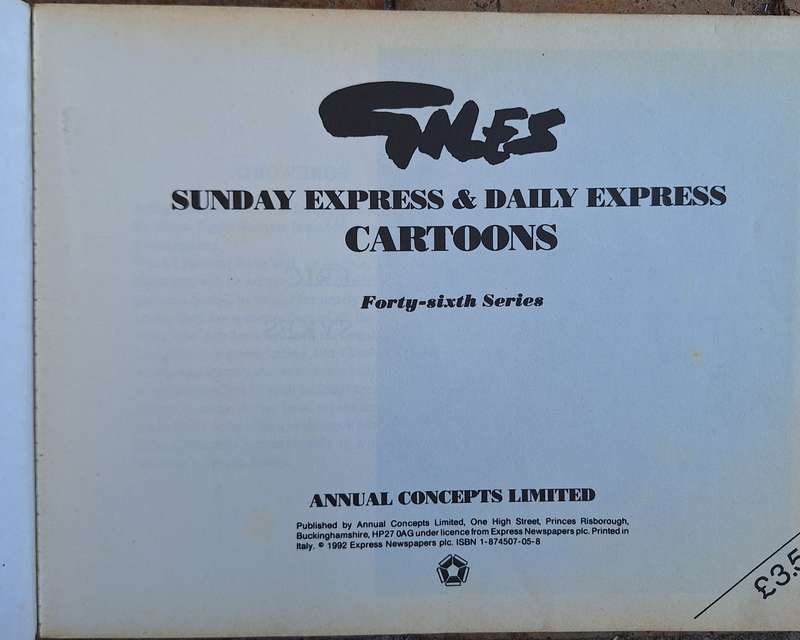 GILES
SUNDAY EXPRESS & DAILY EXPRESS
CARTOONS
Forty-sixth Series
ANNUAL CONCEPTS LIMITED
Published by Annual Concepts Limited, One High Street, Princes Risborough,
Buckinghamshire, HP27 0AG under licence from Express Newspapers plc. Printed in
Italy. © 1992 Express Newspapers plc. ISBN 1-874507-05-8
£3.5